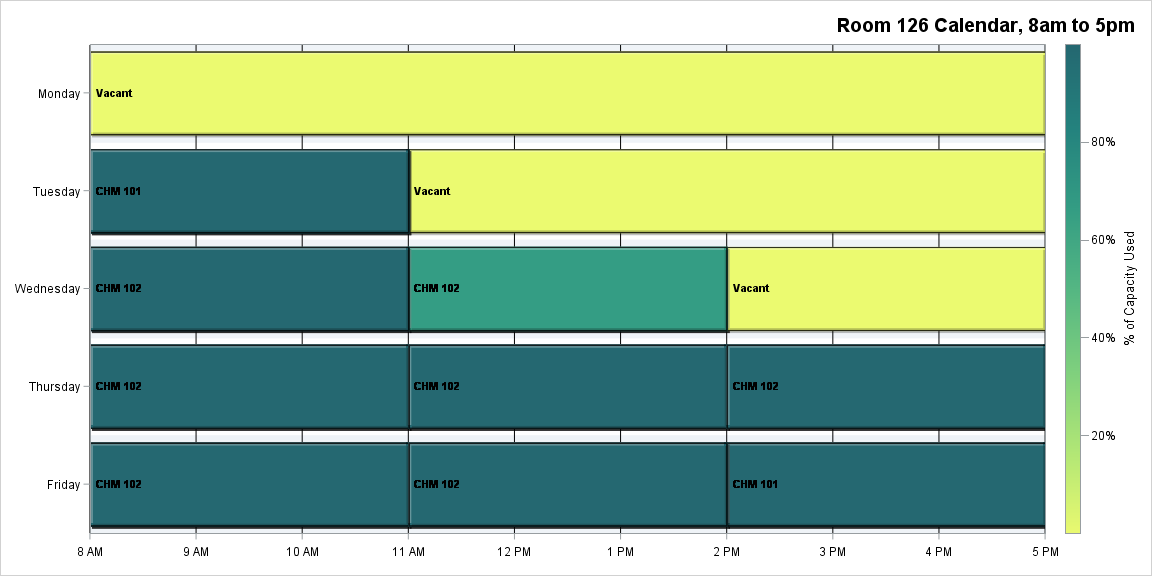 Room 126 Calendar, 8am to 5pm
Monday
Vacant
Tuesday
CHM 101
Vacant
Wednesday
CHM 102
CHM 102
Vacant
Thursday
CHM 102
CHM 102
CHM 102
Friday
CHM 102
CHM 102
CHM 101
8 AM
9 AM
10 AM
11 AM
12 PM
1 PM
2 PM
3 PM
4 PM
5 PM
80%
60%
40%
20%
% of Capacity Used